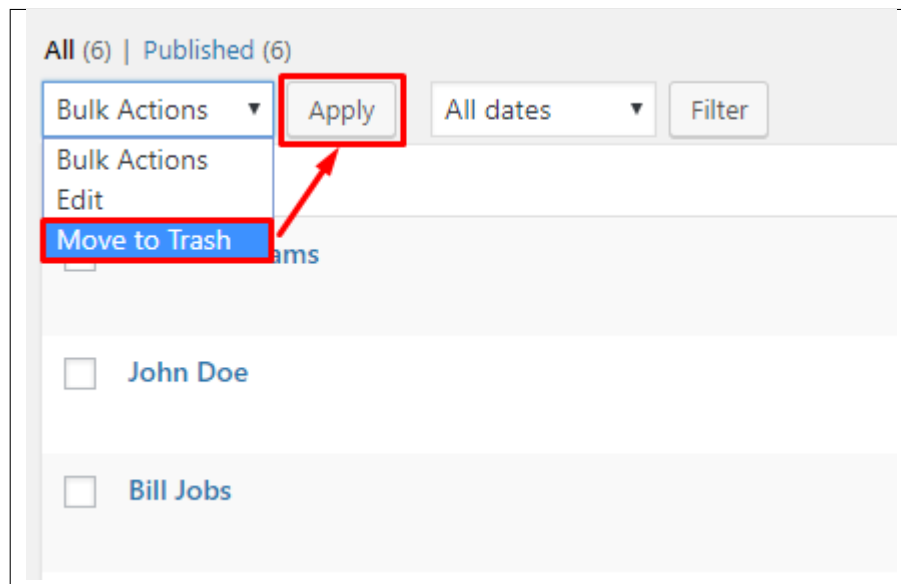 All (6) | Published (6)
Bulk Actions Apply All dates Filter
Bulk Actions
Edit
Move to Trash
John Doe
Bill Jobs